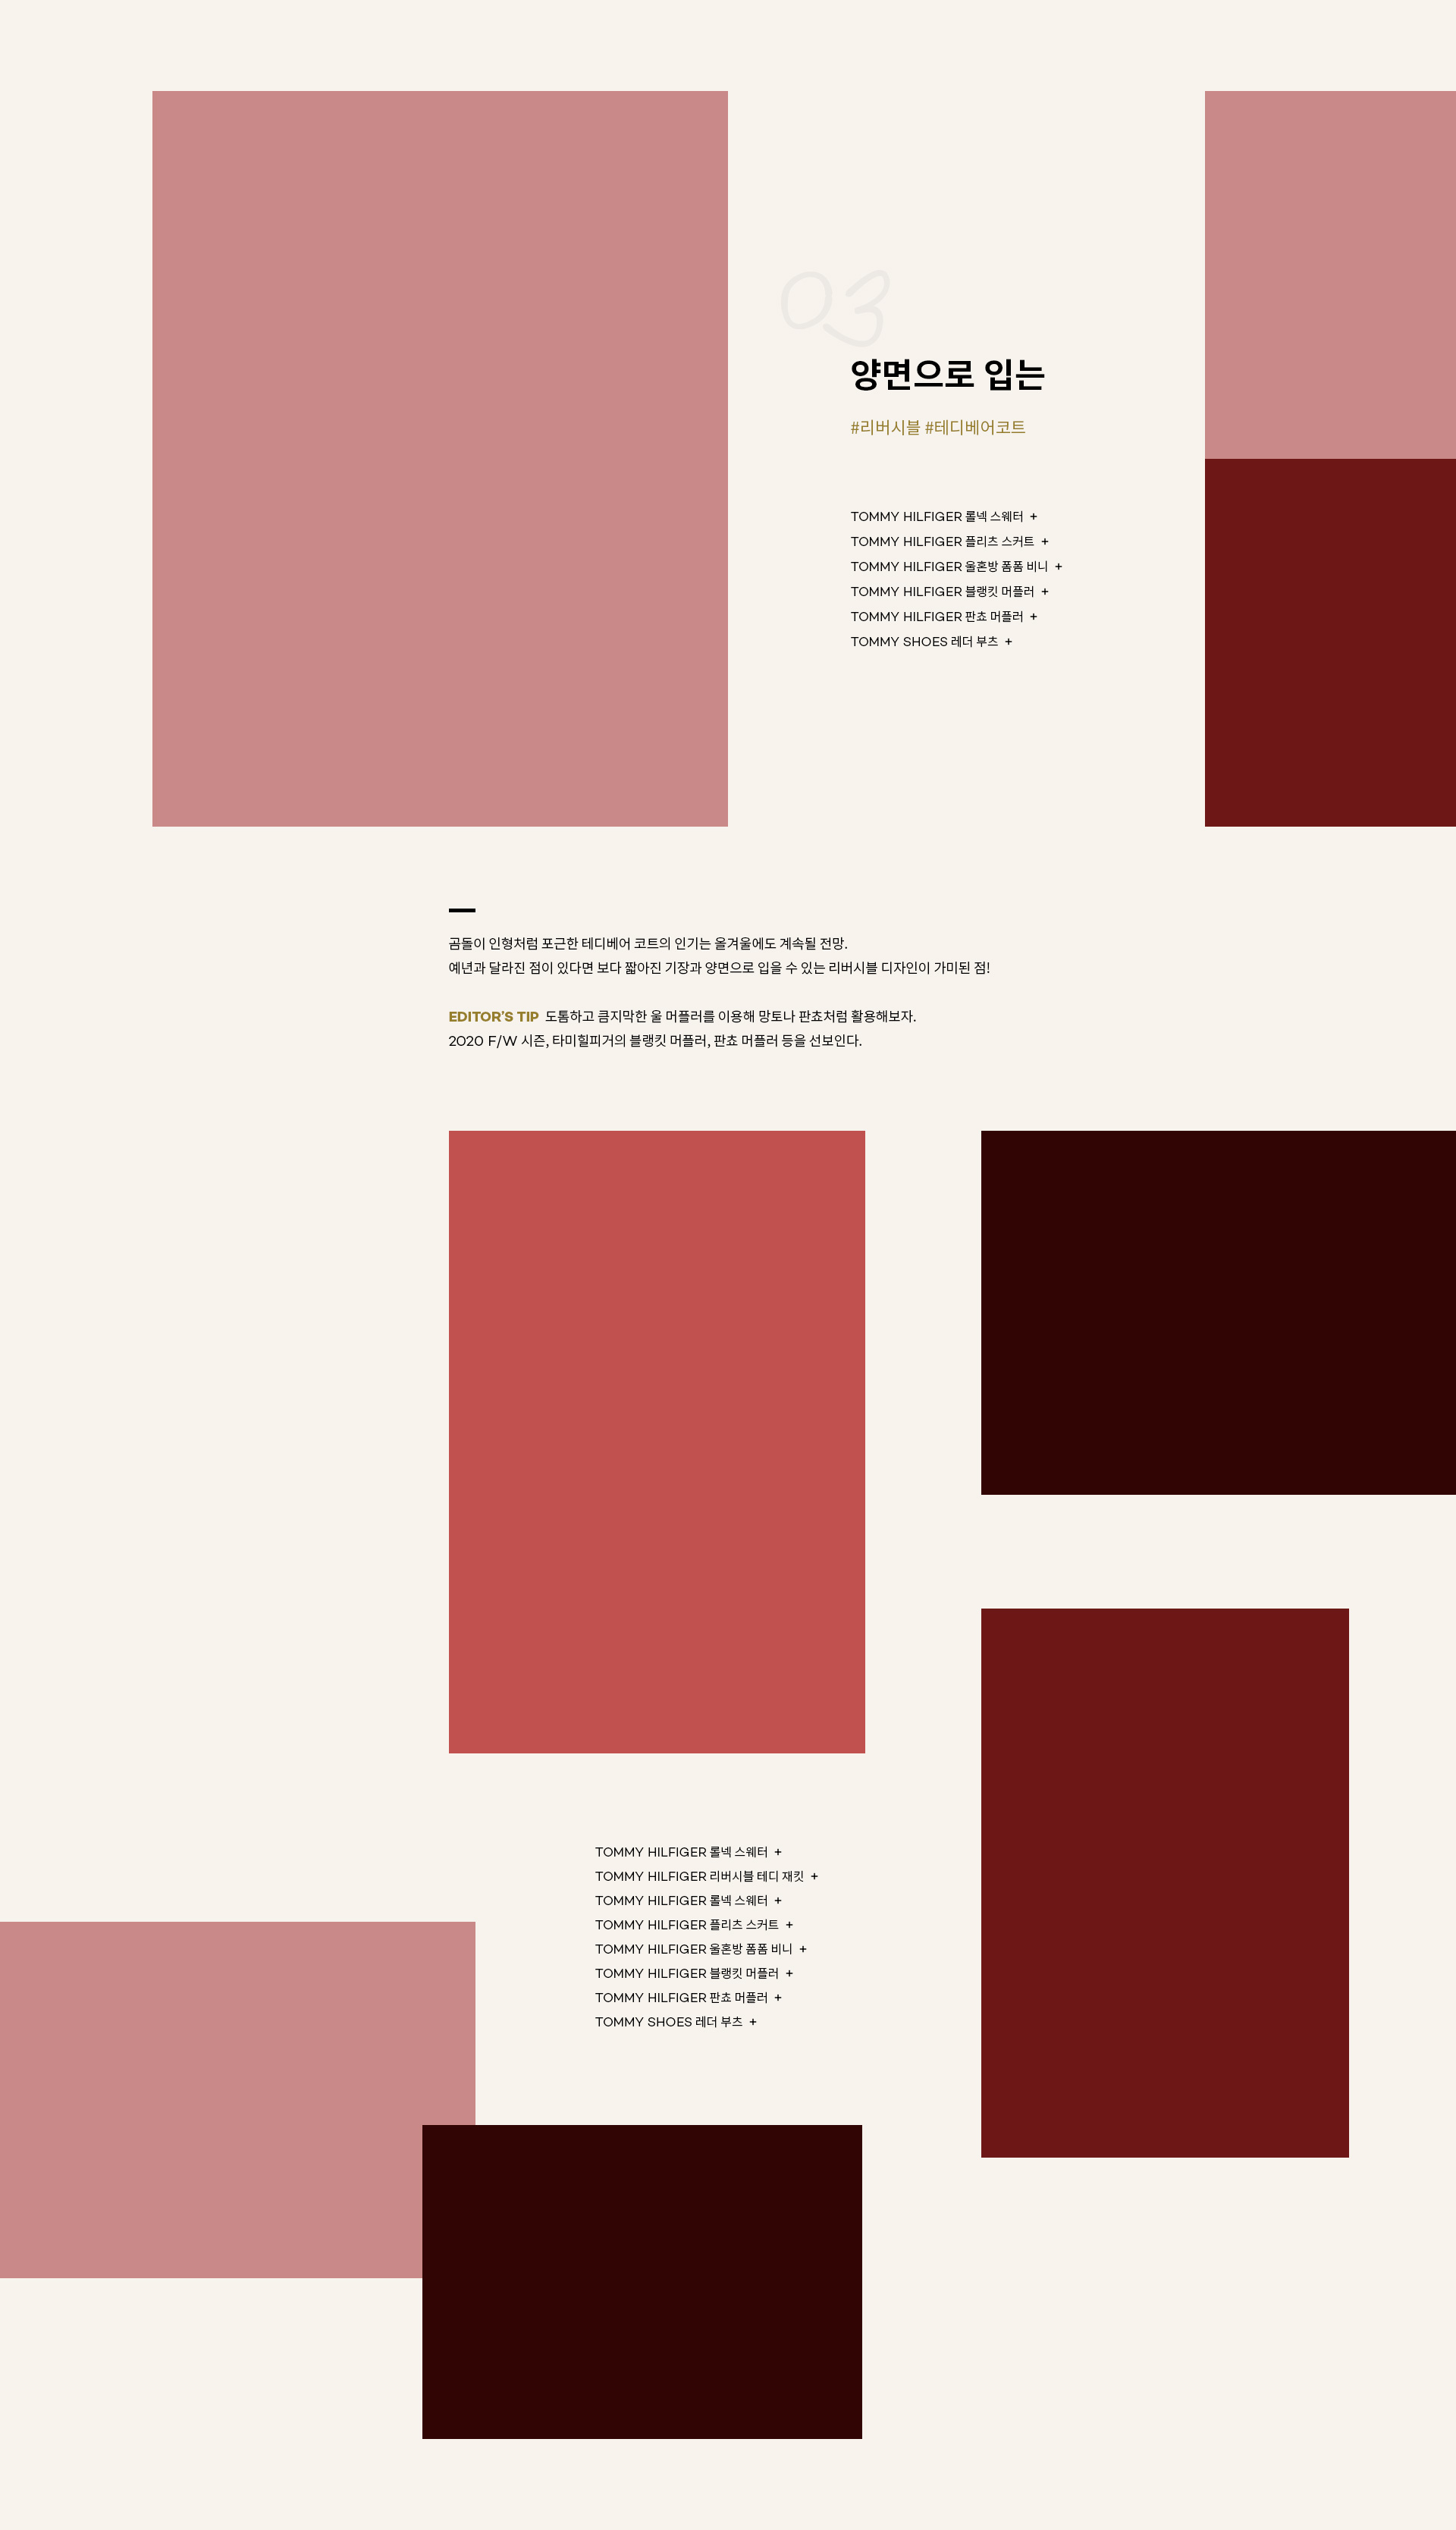 03
양면으로 입는
#리버시블 #테디베어코트
TOMMY HILFIGER 롤넥 스웨터 +
TOMMY HILFIGER 플리츠 스커트 +
TOMMY HILFIGER 울혼방 폼폼 비니 +
TOMMY HILFIGER 블랭킷 머플러 +
TOMMY HILFIGER 판쵸 머플러 +
TOMMY SHOES 레더 부츠 +
곰돌이 인형처럼 포근한 테디베어 코트의 인기는 올겨울에도 계속될 전망.
예년과 달라진 점이 있다면 보다 짧아진 기장과 양면으로 입을 수 있는 리버시블 디자인이 가미된 점!
EDITOR'S TIP 도톰하고 큼지막한 울 머플러를 이용해 망토나 판쵸처럼 활용해보자.
2020 F/W 시즌, 타미힐피거의 블랭킷 머플러, 판쵸 머플러 등을 선보인다.
TOMMY HILFIGER 롤넥 스웨터 +
TOMMY HILFIGER 리버시블 테디 재킷 +
TOMMY HILFIGER 롤넥 스웨터 +
TOMMY HILFIGER 플리츠 스커트 +
TOMMY HILFIGER 울혼방 폼폼 비니 +
TOMMY HILFIGER 블랭킷 머플러 +
TOMMY HILFIGER 판쵸 머플러 +
TOMMY SHOES 레더 부츠 +